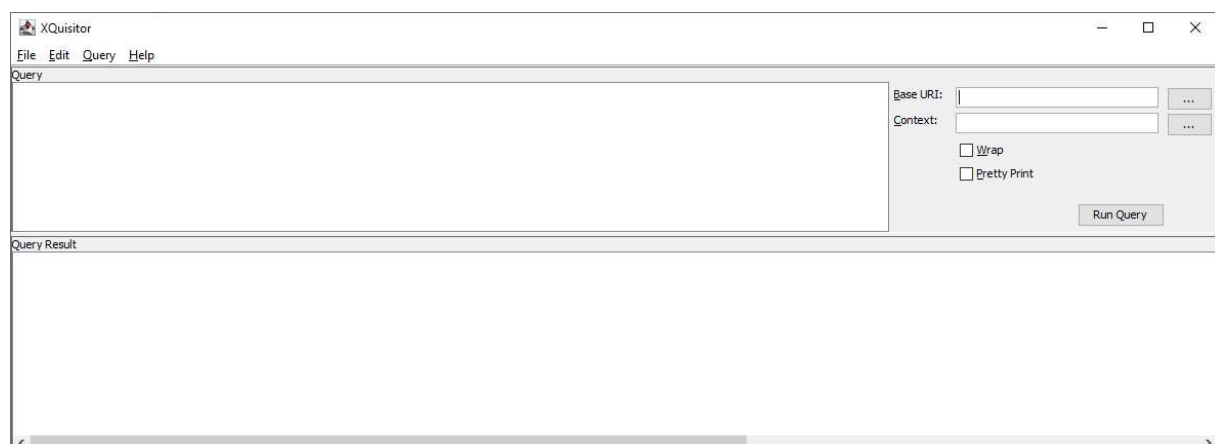 XQuisitor
File Edit Query Help
Query
Base URI: ...
Context: ...
Wrap
Pretty Print
Run Query
Query Result